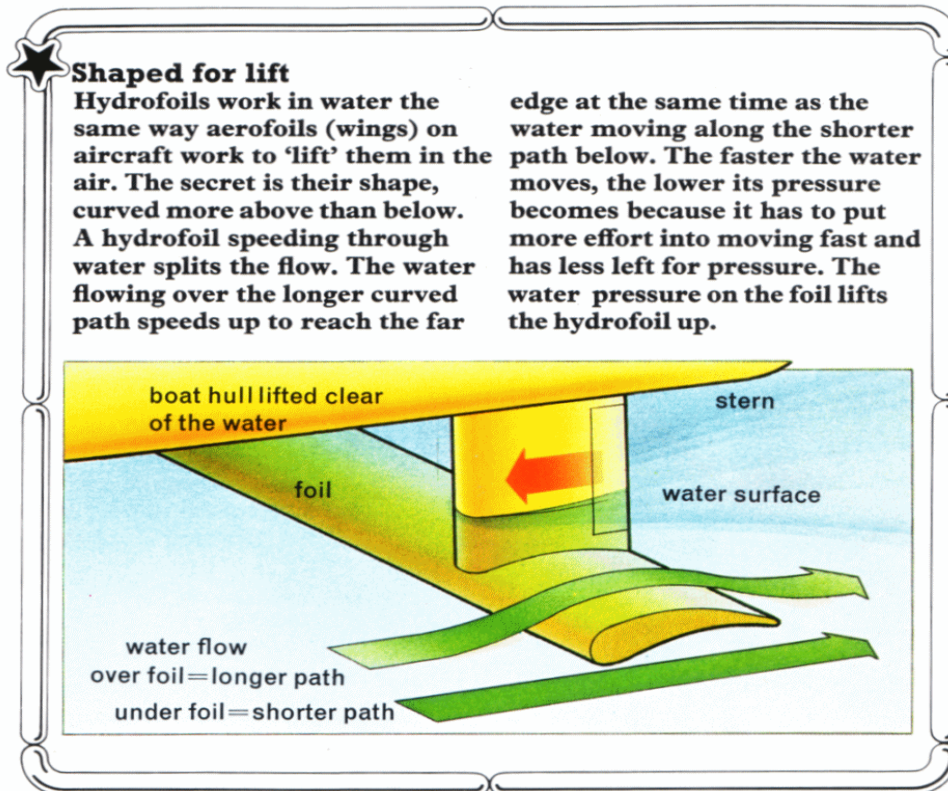 Shaped for lift
Hydrofoils work in water the
same way aerofoils (wings) on
aircraft work to ‘lift’ them in the
air. The secret is their shape,
curved more above than below.
A hydrofoil speeding through
water splits the flow. The water
flowing over the longer curved
path speeds up to reach the far
edge at the same time as the
water moving along the shorter
path below. The faster the water
moves, the lower its pressure
becomes because it has to put
more effort into moving fast and
has less left for pressure. The
water pressure on the foil lifts
the hydrofoil up.
boat hull lifted clear
of the water
stern
foil
water surface
water flow
over foil=longer path
under foil=shorter path